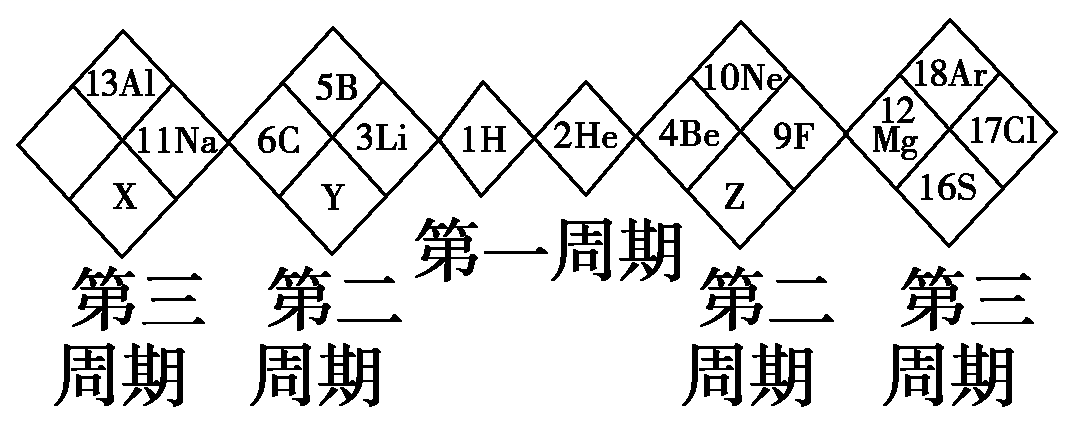 13Al
11Na
X
5B
6C
3Li
Y
1H
2He
10Ne
4Be
9F
Z
18Ar
12
Mg
17Cl
16S
第三
周期
第二
周期
第一周期
第二
周期
第三
周期